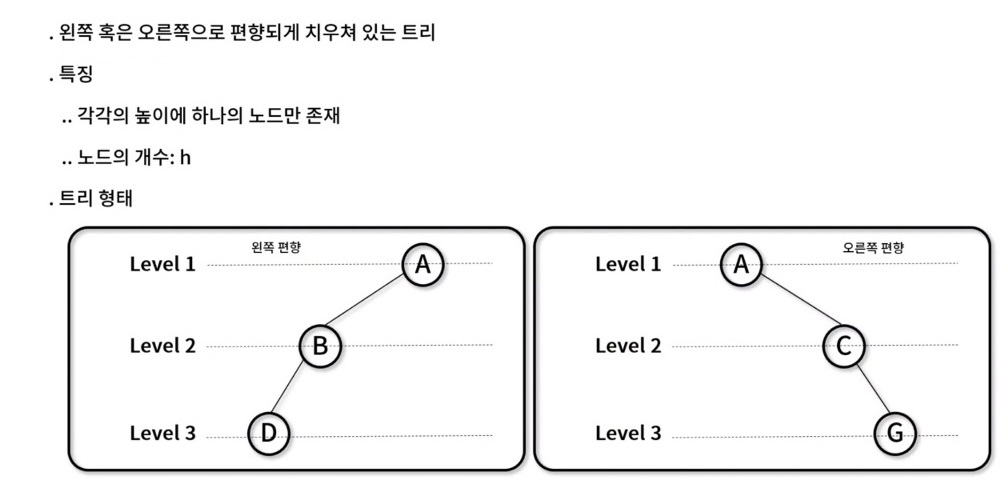 . 왼쪽 혹은 오른쪽으로 편향되게 치우쳐 있는 트리
. 특징
.. 각각의 높이에 하나의 노드만 존재
.. 노드의 개수: h
. 트리 형태
왼쪽 편향
Level 1 A
Level 2 B
Level 3 D
오른쪽 편향
Level 1 A
Level 2 C
Level 3 G